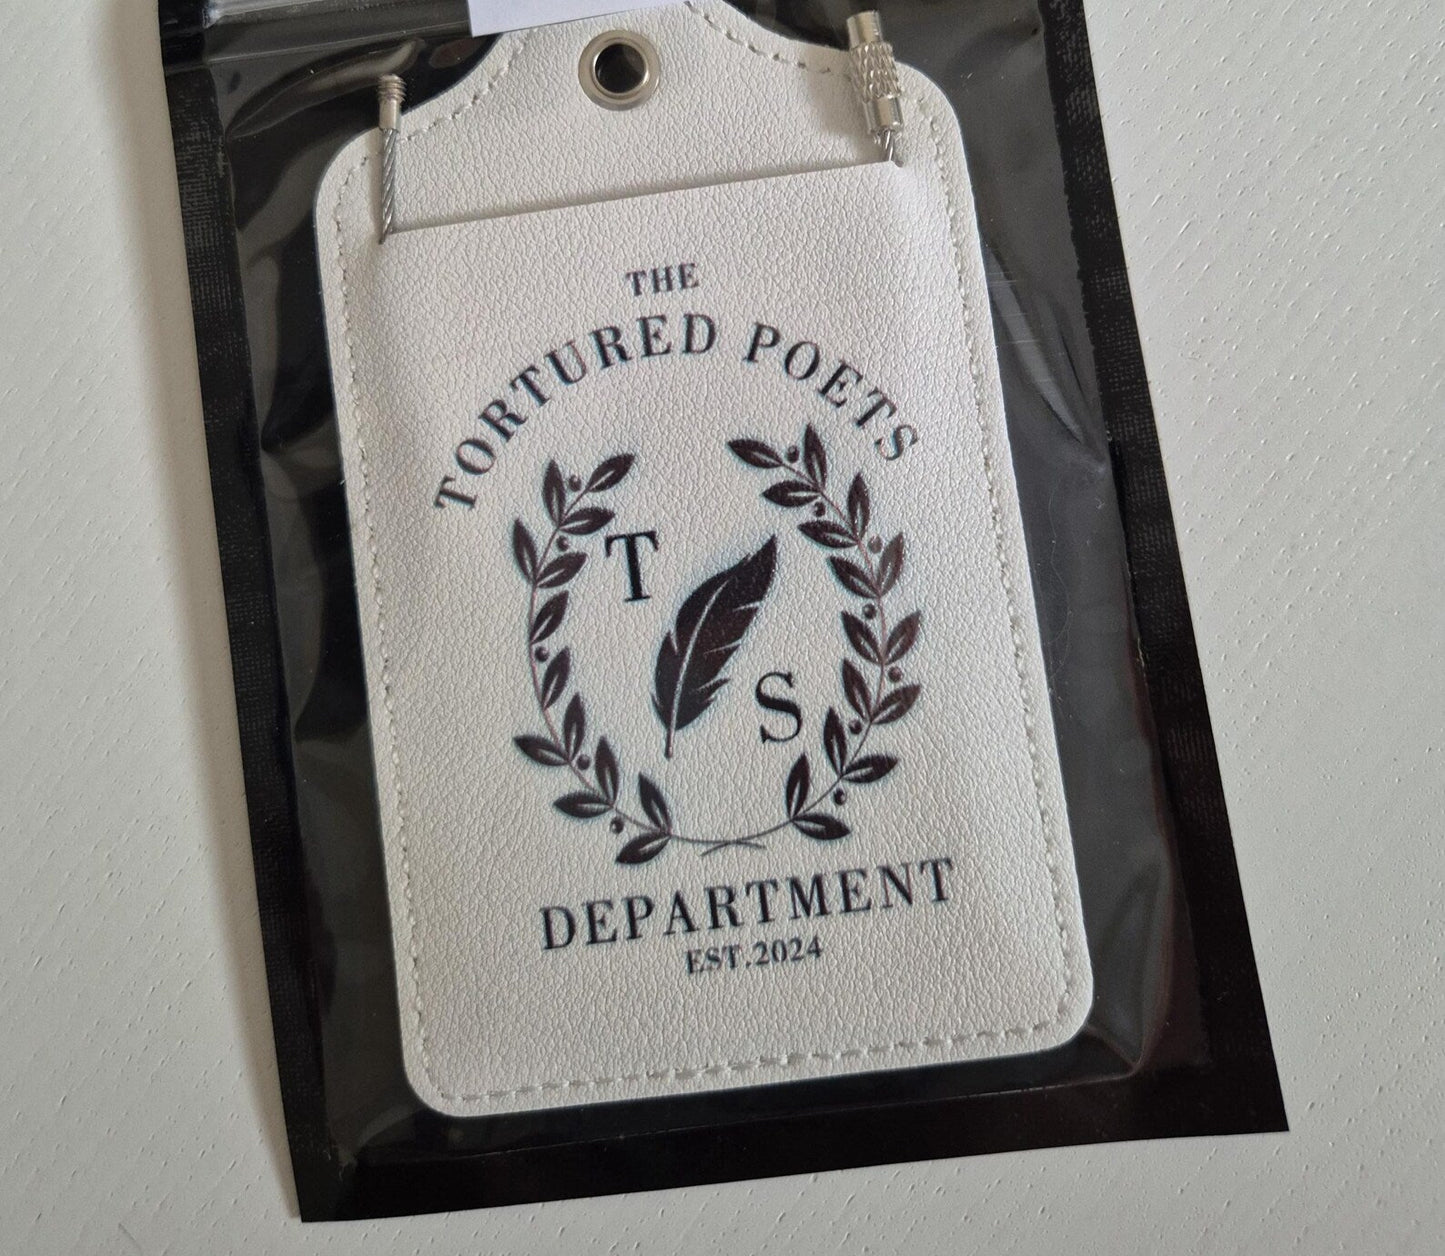 THE
TORTURED POETS
T
S
DEPARTMENT
EST.2024